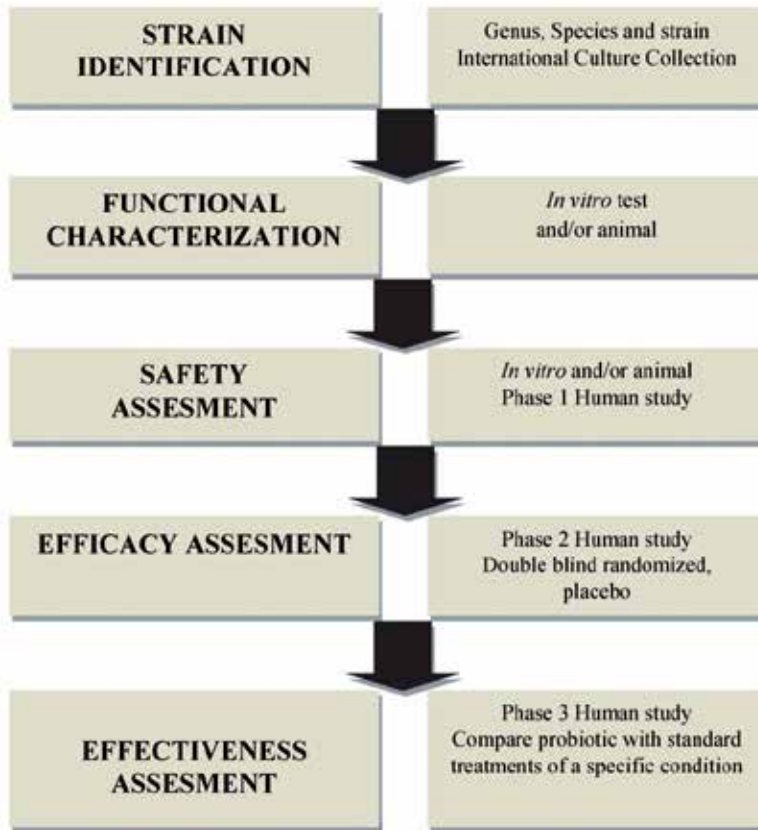 STRAIN
IDENTIFICATION
Genus, Species and strain
International Culture Collection
FUNCTIONAL
CHARACTERIZATION
In vitro test
and/or animal
SAFETY
ASSESMENT
In vitro and/or animal
Phase 1 Human study
EFFICACY ASSESMENT
Phase 2 Human study
Double blind randomized,
placebo
EFFECTIVENESS
ASSESMENT
Phase 3 Human study
Compare probiotic with standard
treatments of a specific condition